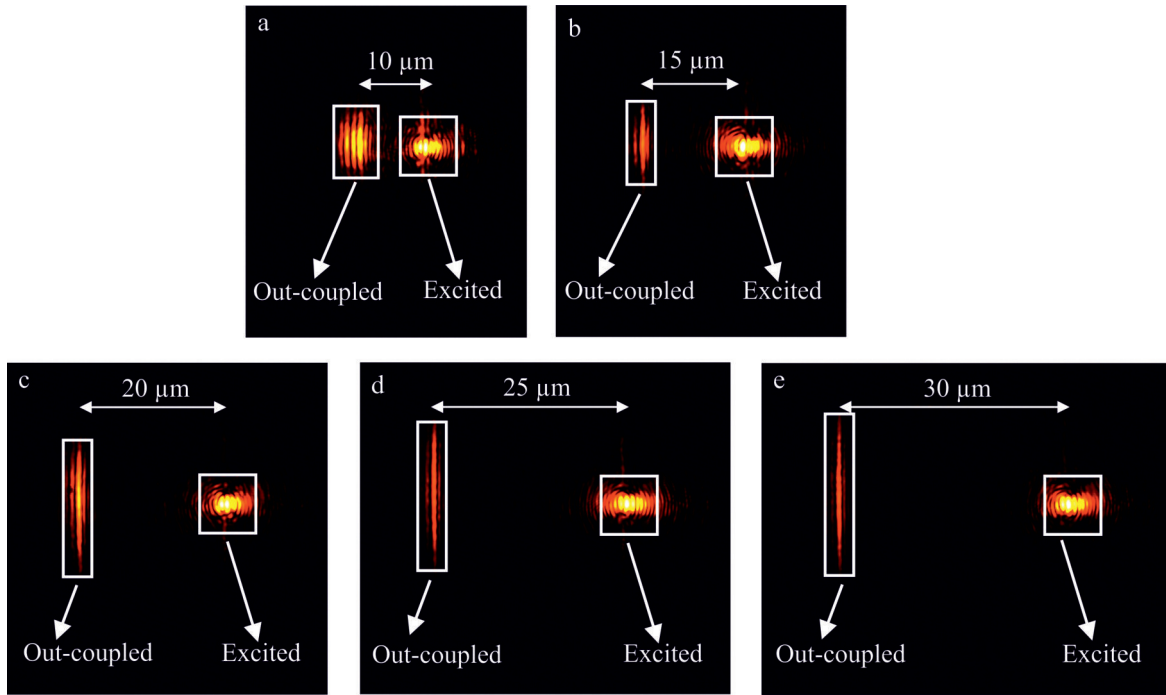 a
10 µm
Out-coupled
Excited
b
15 µm
Out-coupled
Excited
c
20 µm
Out-coupled
Excited
d
25 µm
Out-coupled
Excited
e
30 µm
Out-coupled
Excited